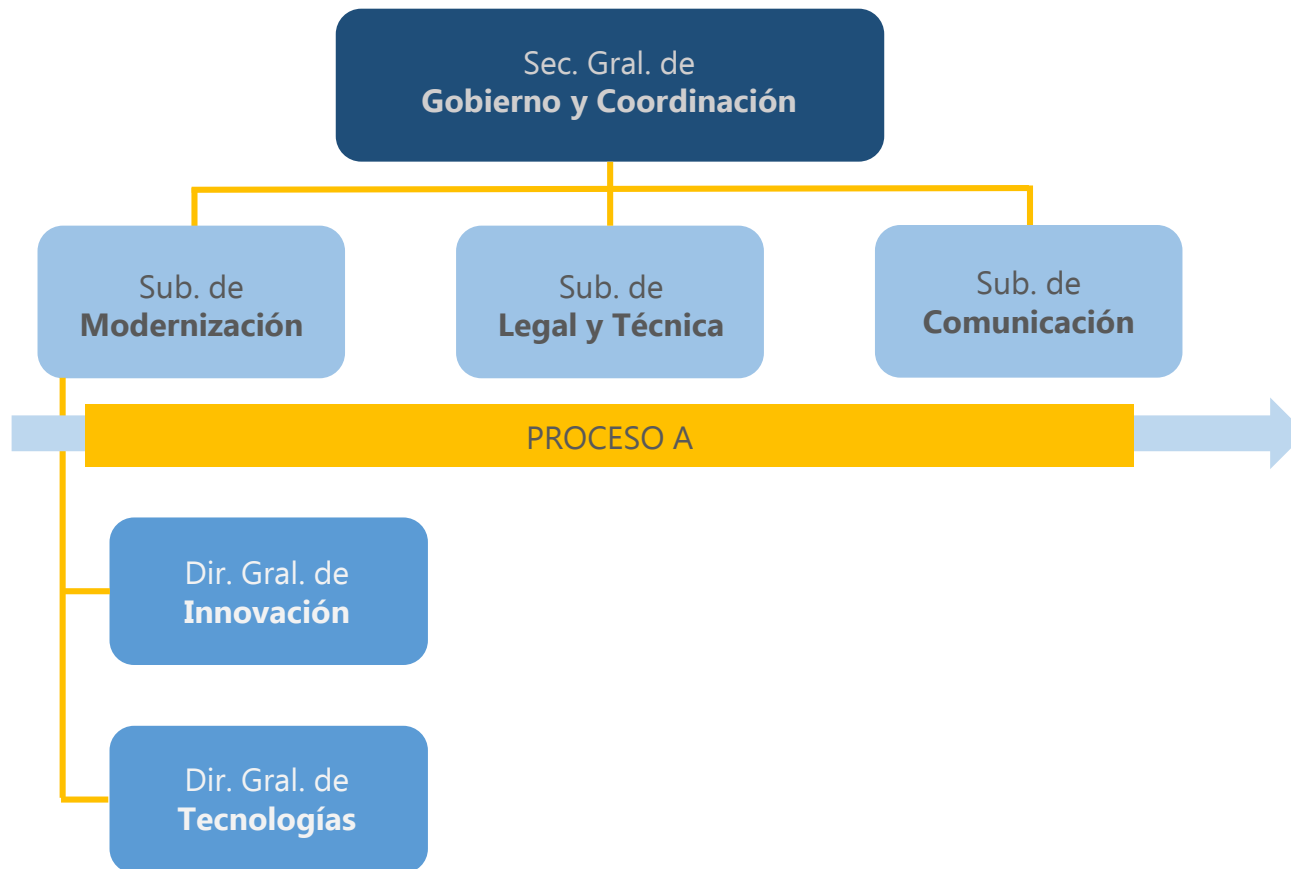 Sec. Gral. de
Gobierno y Coordinación
Sub. de
Modernización
Sub. de
Legal y Técnica
Sub. de
Comunicación
PROCESO A
Dir. Gral. de
Innovación
Dir. Gral. de
Tecnologías